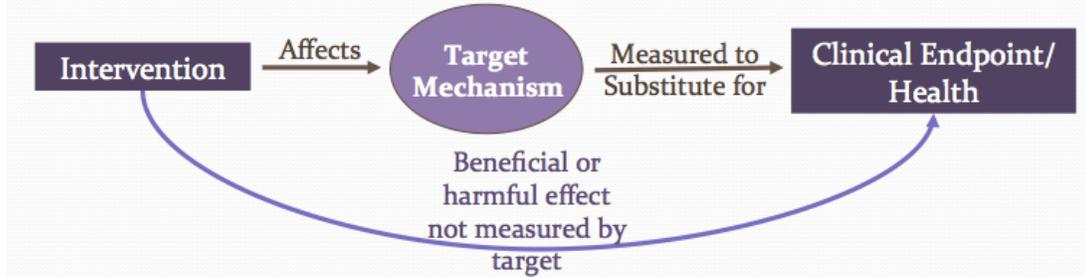 Intervention
Affects
Target
Mechanism
Measured to
Substitute for
Clinical Endpoint/
Health
Beneficial or
harmful effect
not measured by
target